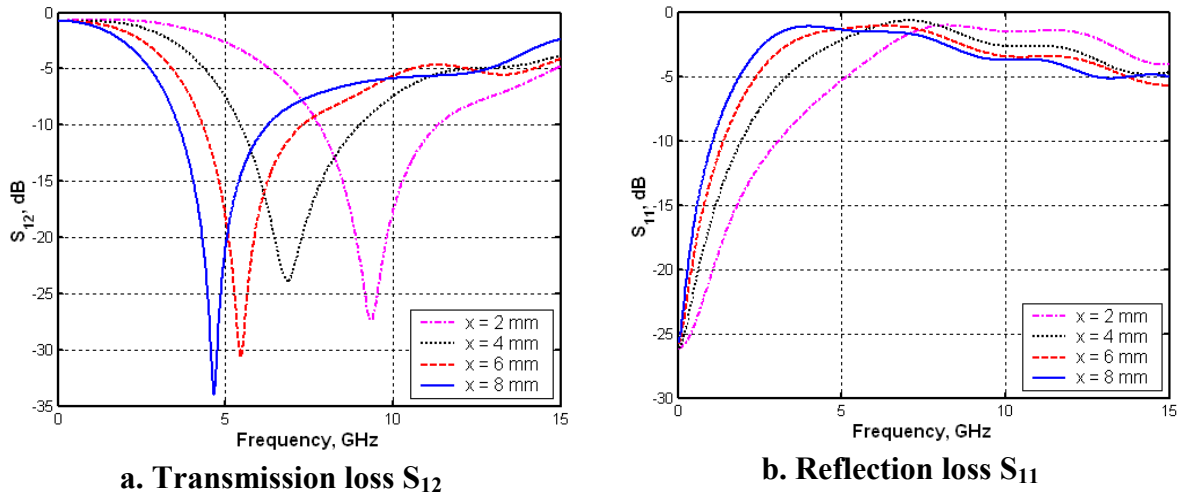 0
-5
-10
-15
-20
-25
-30
-35
S12, dB
0
5
10
15
Frequency, GHz
x = 2 mm
x = 4 mm
x = 6 mm
x = 8 mm
a. Transmission loss S12
0
-5
-10
-15
-20
-25
-30
S11, dB
0
5
10
15
Frequency, GHz
x = 2 mm
x = 4 mm
x = 6 mm
x = 8 mm
b. Reflection loss S11